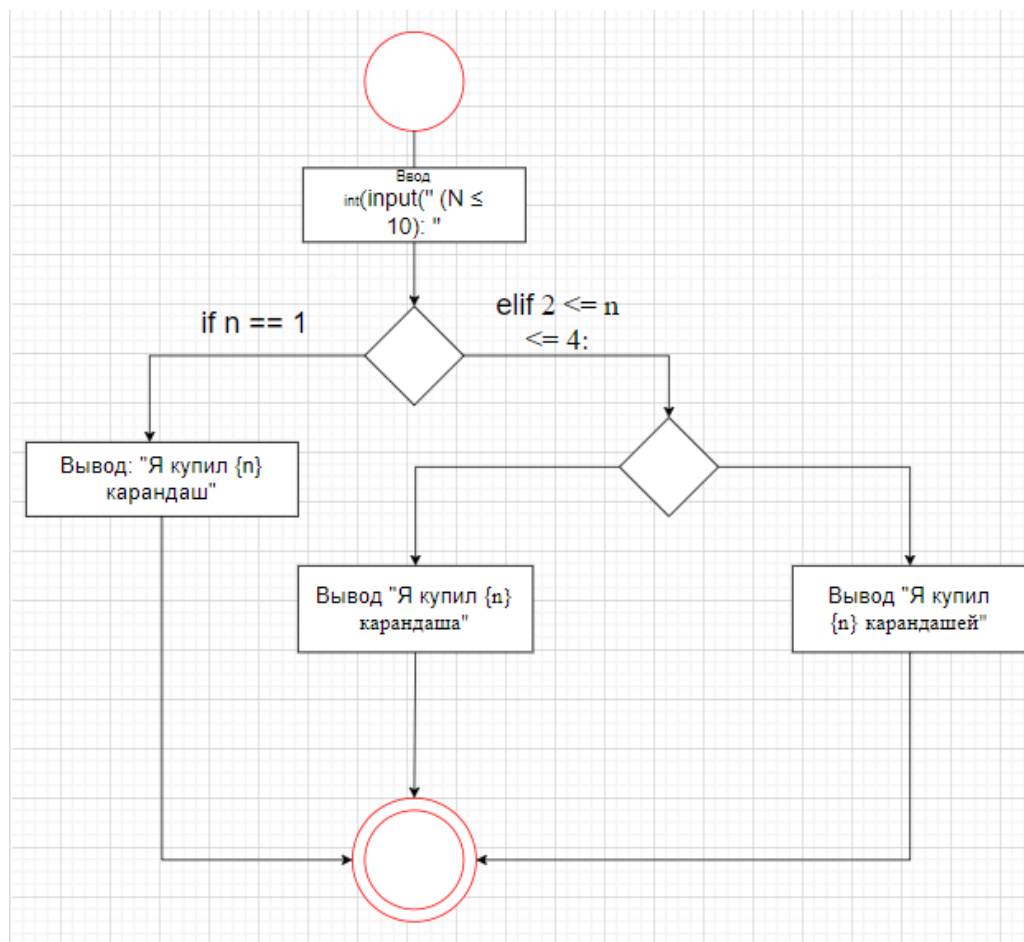 Ввод
int(input(" (N ≤
10): "
if n == 1
elif 2 <= n
<= 4:
Вывод: "Я купил {n}
карандаш"
Вывод "Я купил {n}
карандаша"
Вывод "Я купил
{n} карандашей"